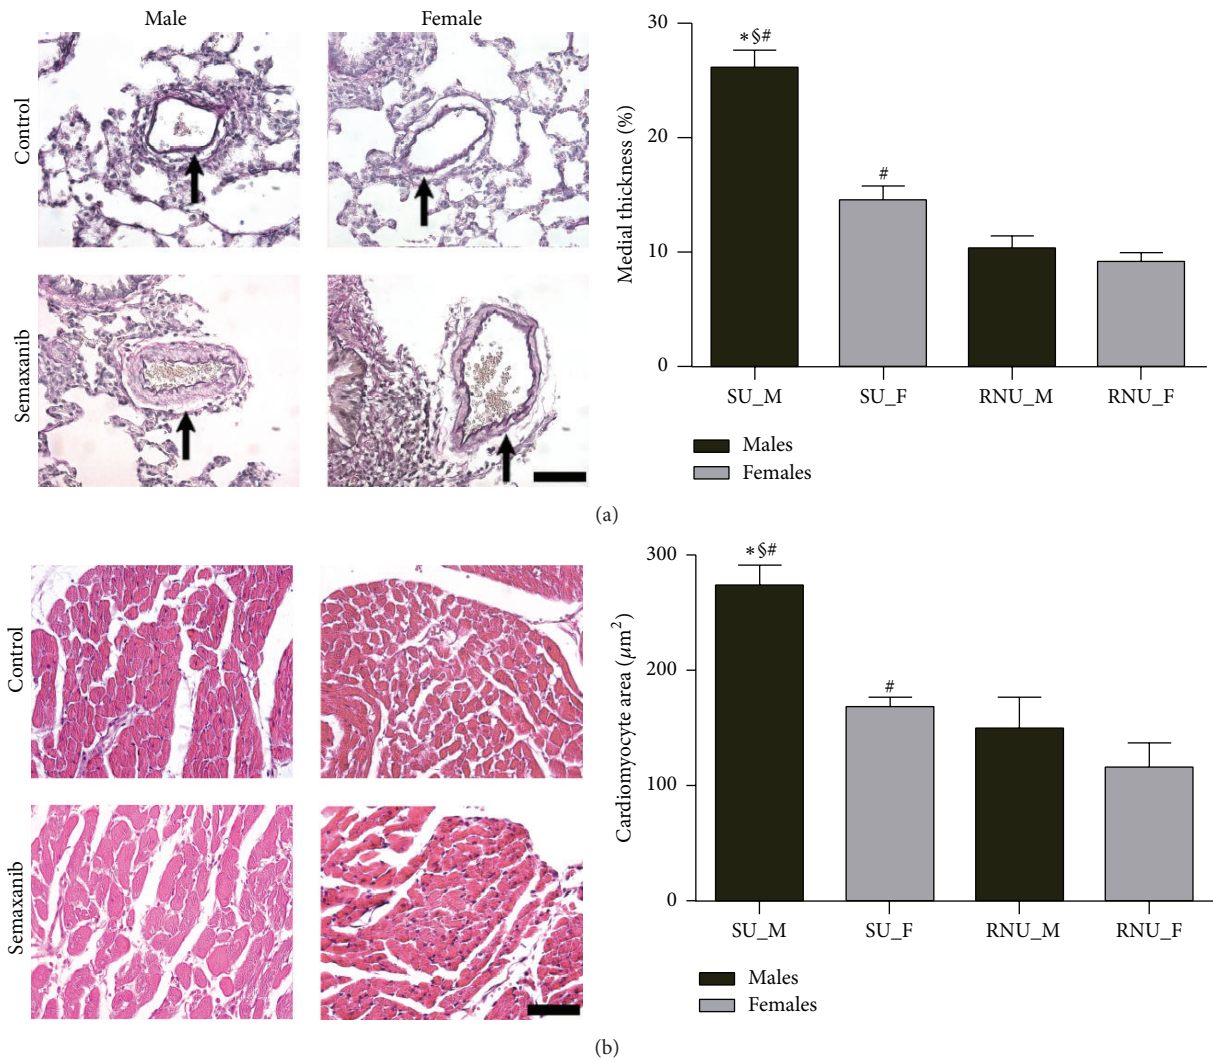 Male Female
Control
Semaxanib
Medial thickness (%)
30
20
10
0
*§#
#
SU_M SU_F RNU_M RNU_F
Males
Females
(a)
Control
Semaxanib
Cardiomyocyte area (μm²)
300
200
100
0
*§#
#
SU_M SU_F RNU_M RNU_F
Males
Females
(b)